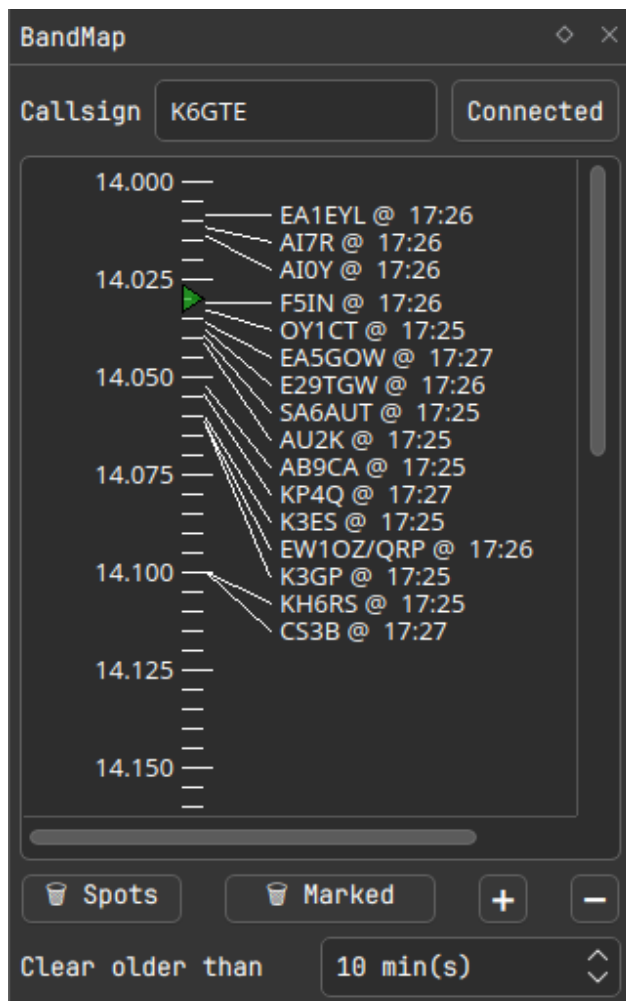 BandMap
Callsign K6GTE Connected
14.000
EA1EYL @ 17:26
AI7R @ 17:26
AI0Y @ 17:26
14.025
F5IN @ 17:26
OY1CT @ 17:25
EA5GOW @ 17:27
14.050
E29TGW @ 17:26
SA6AUT @ 17:25
AU2K @ 17:25
AB9CA @ 17:25
14.075
KP4Q @ 17:27
K3ES @ 17:25
EW1OZ/QRP @ 17:26
14.100
K3GP @ 17:25
KH6RS @ 17:25
CS3B @ 17:27
14.125
14.150
Spots Marked + −
Clear older than 10 min(s)